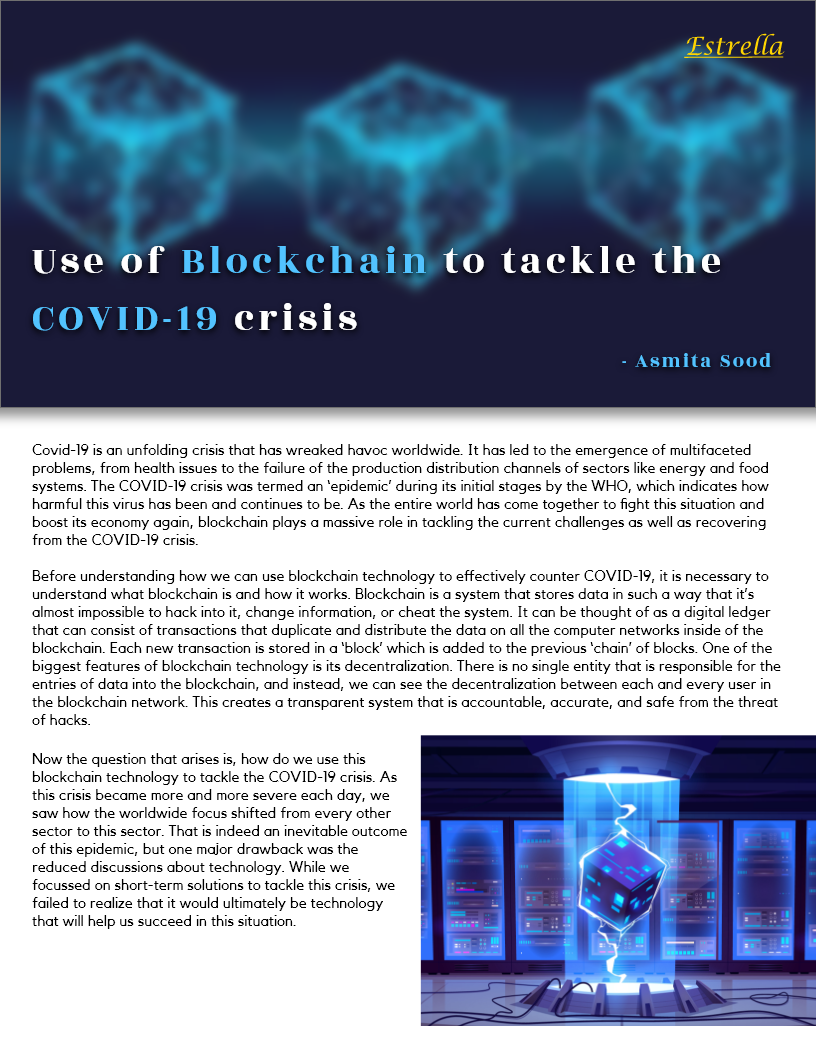 Estrella
Use of Blockchain to tackle the
COVID-19 crisis
- Asmita Sood
Covid-19 is an unfolding crisis that has wreaked havoc worldwide. It has led to the emergence of multifaceted
problems, from health issues to the failure of the production distribution channels of sectors like energy and food
systems. The COVID-19 crisis was termed an ‘epidemic’ during its initial stages by the WHO, which indicates how
harmful this virus has been and continues to be. As the entire world has come together to fight this situation and
boost its economy again, blockchain plays a massive role in tackling the current challenges as well as recovering
from the COVID-19 crisis.
Before understanding how we can use blockchain technology to effectively counter COVID-19, it is necessary to
understand what blockchain is and how it works. Blockchain is a system that stores data in such a way that it’s
almost impossible to hack into it, change information, or cheat the system. It can be thought of as a digital ledger
that can consist of transactions that duplicate and distribute the data on all the computer networks inside of the
blockchain. Each new transaction is stored in a ‘block’ which is added to the previous ‘chain’ of blocks. One of the
biggest features of blockchain technology is its decentralization. There is no single entity that is responsible for the
entries of data into the blockchain, and instead, we can see the decentralization between each and every user in
the blockchain network. This creates a transparent system that is accountable, accurate, and safe from the threat
of hacks.
Now the question that arises is, how do we use this
blockchain technology to tackle the COVID-19 crisis. As
this crisis became more and more severe each day, we
saw how the worldwide focus shifted from every other
sector to this sector. That is indeed an inevitable outcome
of this epidemic, but one major drawback was the
reduced discussions about technology. While we
focussed on short-term solutions to tackle this crisis, we
failed to realize that it would ultimately be technology
that will help us succeed in this situation.